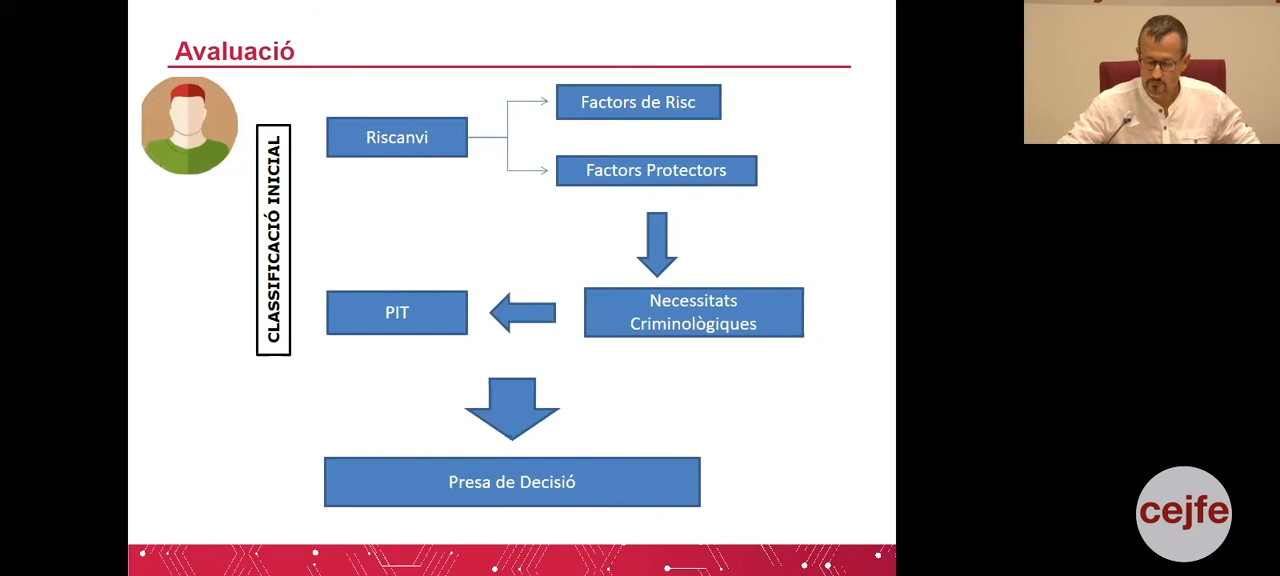 Avaluació
CLASSIFICACIÓ INICIAL
Riscanvi
Factors de Risc
Factors Protectors
Necessitats
Criminològiques
PIT
Presa de Decisió
cejfe